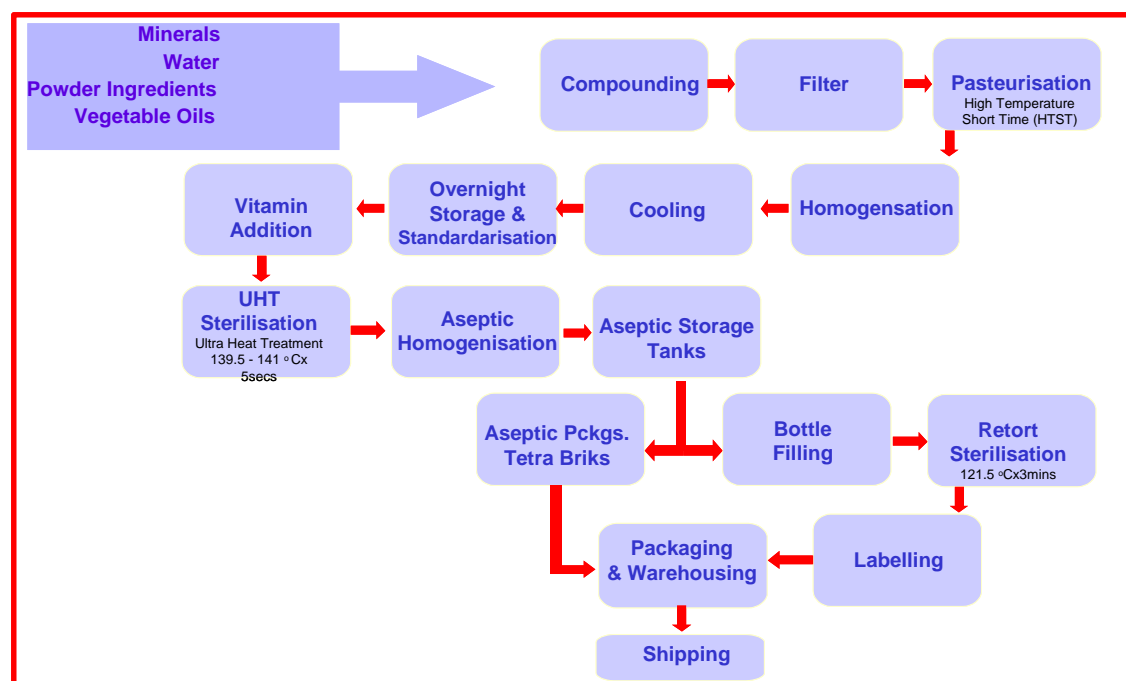 Minerals
Water
Powder Ingredients
Vegetable Oils
Compounding
Filter
Pasteurisation
High Temperature
Short Time (HTST)
Homogensation
Cooling
Overnight
Storage &
Standardarisation
Vitamin
Addition
UHT
Sterilisation
Ultra Heat Treatment
139.5 - 141 °Cx
5secs
Aseptic
Homogenisation
Aseptic Storage
Tanks
Aseptic Pckgs.
Tetra Briks
Bottle
Filling
Retort
Sterilisation
121.5 °Cx3mins
Labelling
Packaging
& Warehousing
Shipping